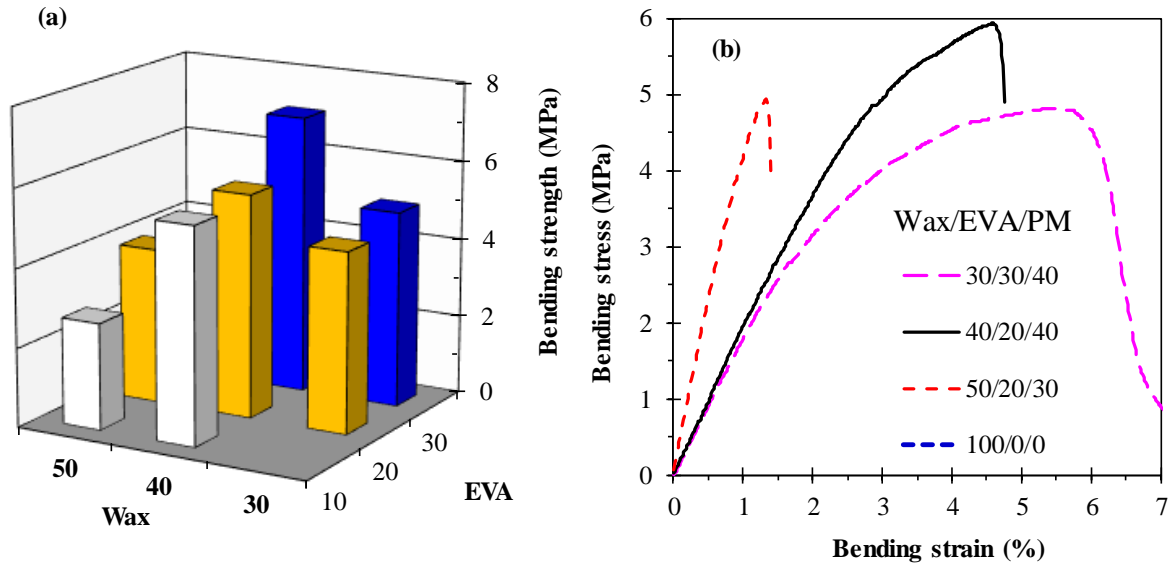 (a)
8
6
4
2
0
Bending strength (MPa)
50
40
30
Wax
10
20
30
EVA
(b)
6
5
4
3
2
1
0
Bending stress (MPa)
Wax/EVA/PM
30/30/40
40/20/40
50/20/30
100/0/0
0 1 2 3 4 5 6 7
Bending strain (%)